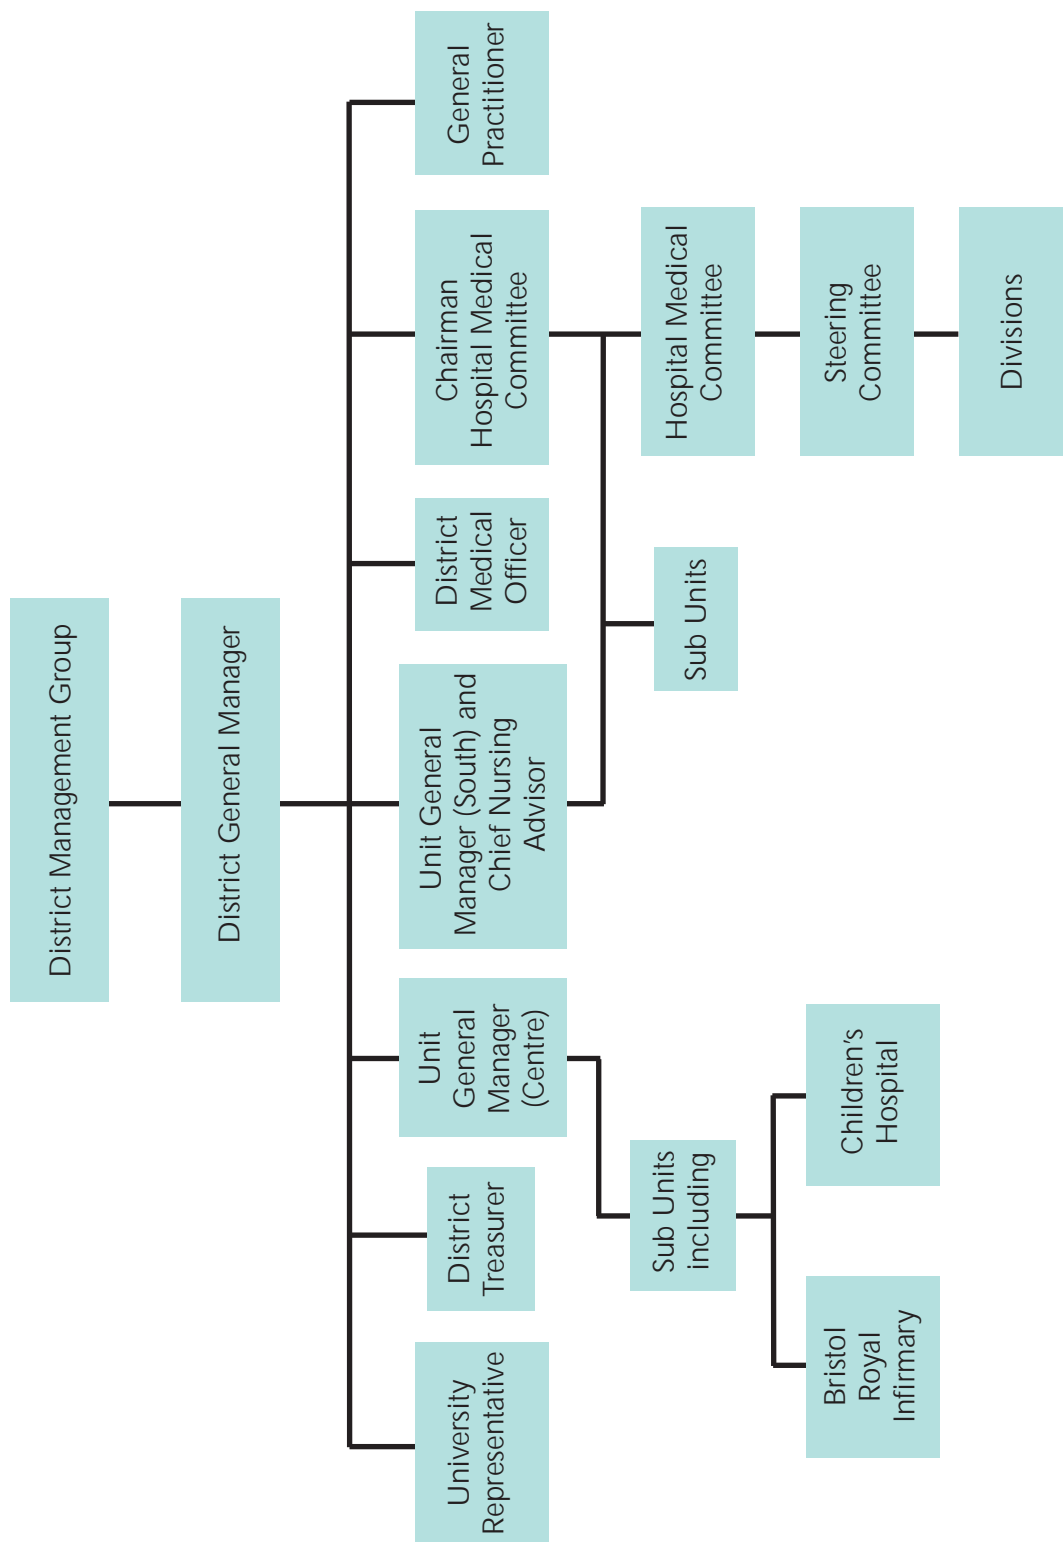 District Management Group
District General Manager
University
Representative
District
Treasurer
Unit
General
Manager
(Centre)
Unit General
Manager (South) and
Chief Nursing
Advisor
District
Medical
Officer
Chairman
Hospital Medical
Committee
General
Practitioner
Sub Units
including
Sub Units
Hospital Medical
Committee
Bristol
Royal
Infirmary
Children's
Hospital
Steering
Committee
Divisions